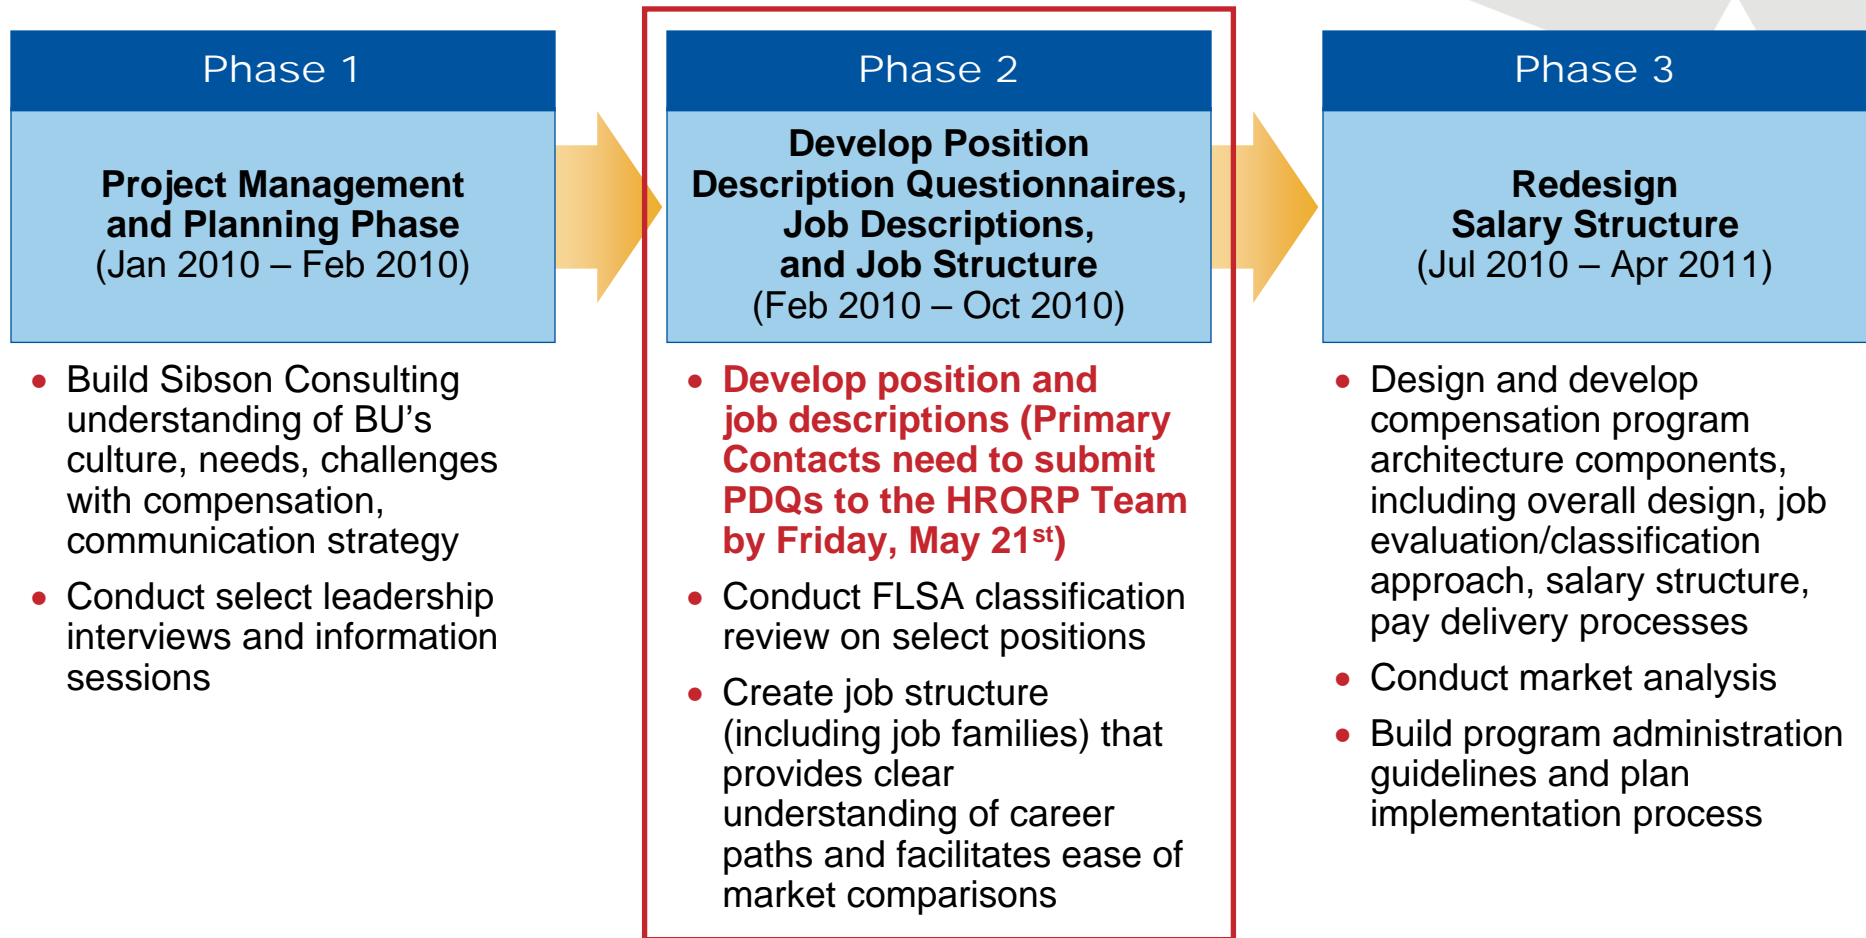 Phase 1
Project Management
and Planning Phase
(Jan 2010 – Feb 2010)
• Build Sibson Consulting
understanding of BU’s
culture, needs, challenges
with compensation,
communication strategy
• Conduct select leadership
interviews and information
sessions
Phase 2
Develop Position
Description Questionnaires,
Job Descriptions,
and Job Structure
(Feb 2010 – Oct 2010)
• Develop position and
job descriptions (Primary
Contacts need to submit
PDQs to the HRORP Team
by Friday, May 21st)
• Conduct FLSA classification
review on select positions
• Create job structure
(including job families) that
provides clear
understanding of career
paths and facilitates ease of
market comparisons
Phase 3
Redesign
Salary Structure
(Jul 2010 – Apr 2011)
• Design and develop
compensation program
architecture components,
including overall design, job
evaluation/classification
approach, salary structure,
pay delivery processes
• Conduct market analysis
• Build program administration
guidelines and plan
implementation process